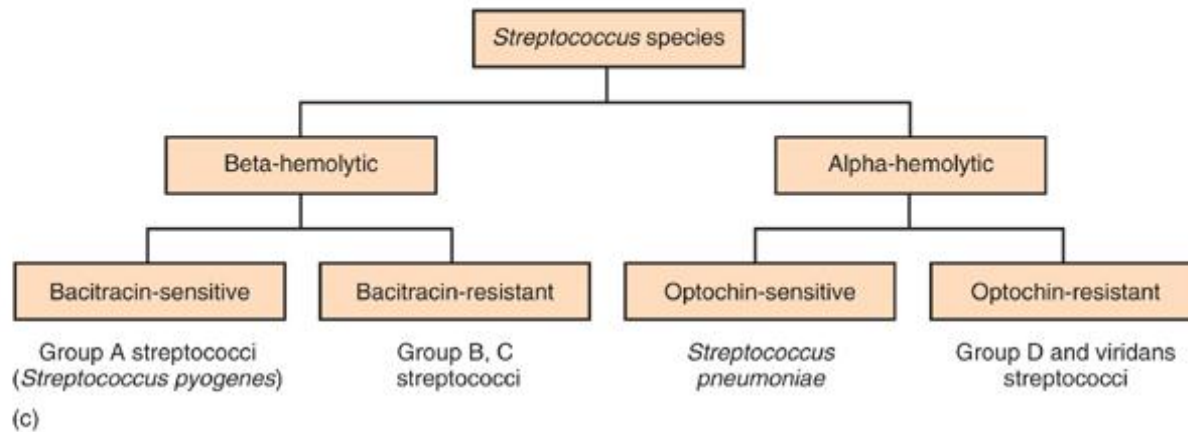 Streptococcus species
Beta-hemolytic
Alpha-hemolytic
Bacitracin-sensitive
Bacitracin-resistant
Optochin-sensitive
Optochin-resistant
Group A streptococci
(Streptococcus pyogenes)
Group B, C
streptococci
Streptococcus
pneumoniae
Group D and viridans
streptococci
(c)